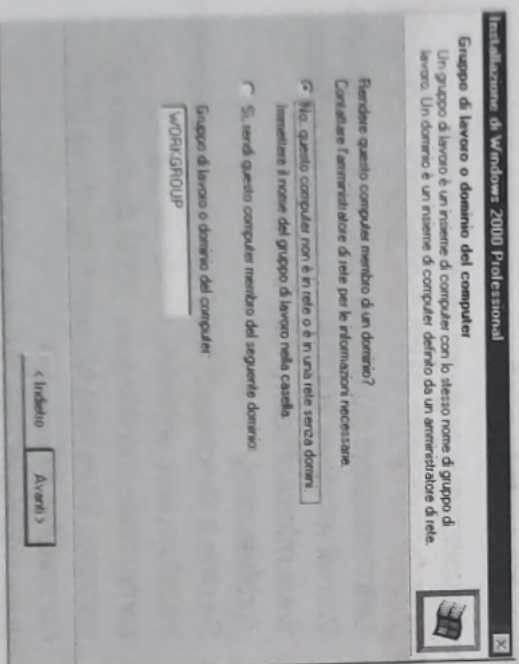 Installazione di Windows 2000 Professional
Gruppo di lavoro o dominio del computer
Un gruppo di lavoro è un insieme di computer con lo stesso nome di gruppo di
lavoro. Un dominio è un insieme di computer definito da un amministratore di rete.
Rendere questo computer membro di un dominio?
Contattare l'amministratore di rete per le informazioni necessarie.
No, questo computer non è in rete o è in una rete senza domini.
Immettere il nome del gruppo di lavoro nella casella.
Sì, rendi questo computer membro del seguente dominio:
Gruppo di lavoro o dominio del computer:
WORKGROUP
< Indietro
Avanti >